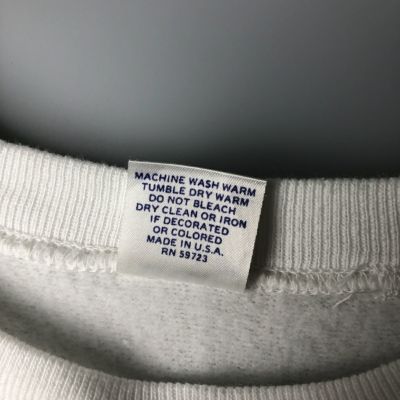 MACHINE WASH WARM
TUMBLE DRY WARM
DO NOT BLEACH
DRY CLEAN OR IRON
IF DECORATED
OR COLORED
MADE IN U.S.A.
RN 59723